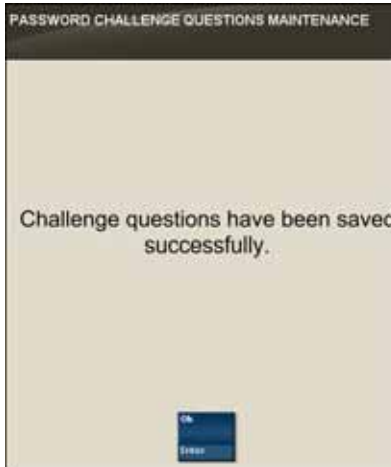 PASSWORD CHALLENGE QUESTIONS MAINTENANCE
Challenge questions have been saved
successfully.
Ok
Enter